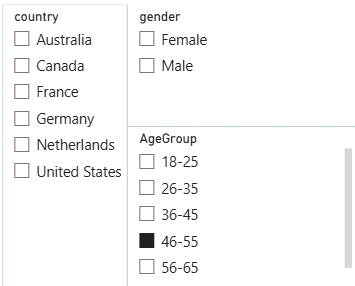 country
Australia
Canada
France
Germany
Netherlands
United States
gender
Female
Male
AgeGroup
18-25
26-35
36-45
46-55
56-65